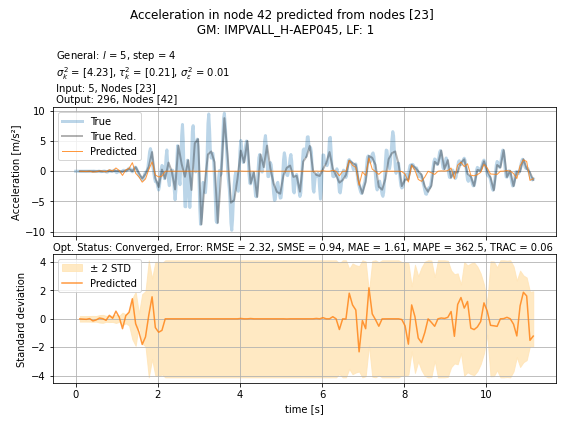 Acceleration in node 42 predicted from nodes [23]
GM: IMPVALL_H-AEP045, LF: 1
General: l = 5, step = 4
σ²ₖ = [4.23], τ²ₖ = [0.21], σ²ₑ = 0.01
Input: 5, Nodes [23]
Output: 296, Nodes [42]
10
5
0
−5
−10
Acceleration [m/s²]
True
True Red.
Predicted
Opt. Status: Converged, Error: RMSE = 2.32, SMSE = 0.94, MAE = 1.61, MAPE = 362.5, TRAC = 0.06
4
2
0
−2
−4
Standard deviation
± 2 STD
Predicted
0 2 4 6 8 10
time [s]